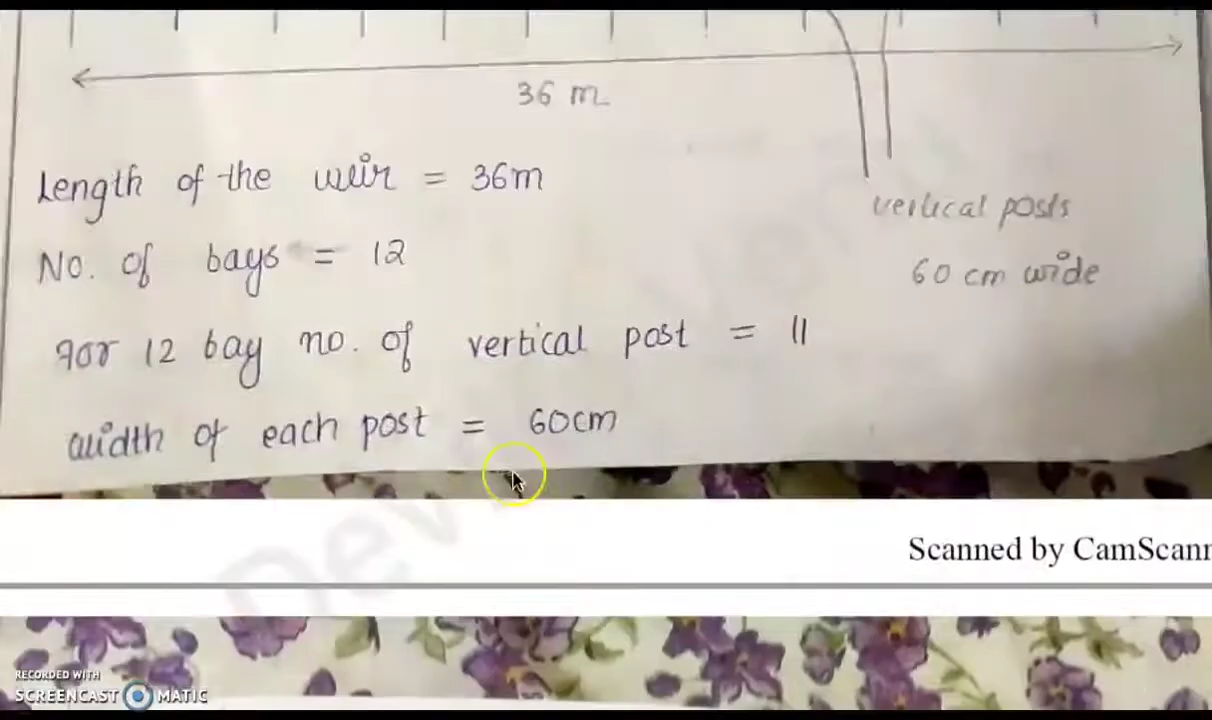 36 m
Length of the weir = 36m
vertical posts
No. of bays = 12
60 cm wide
for 12 bay no. of vertical post = 11
width of each post = 60cm
Scanned by CamScann
RECORDED WITH
SCREENCAST MATIC